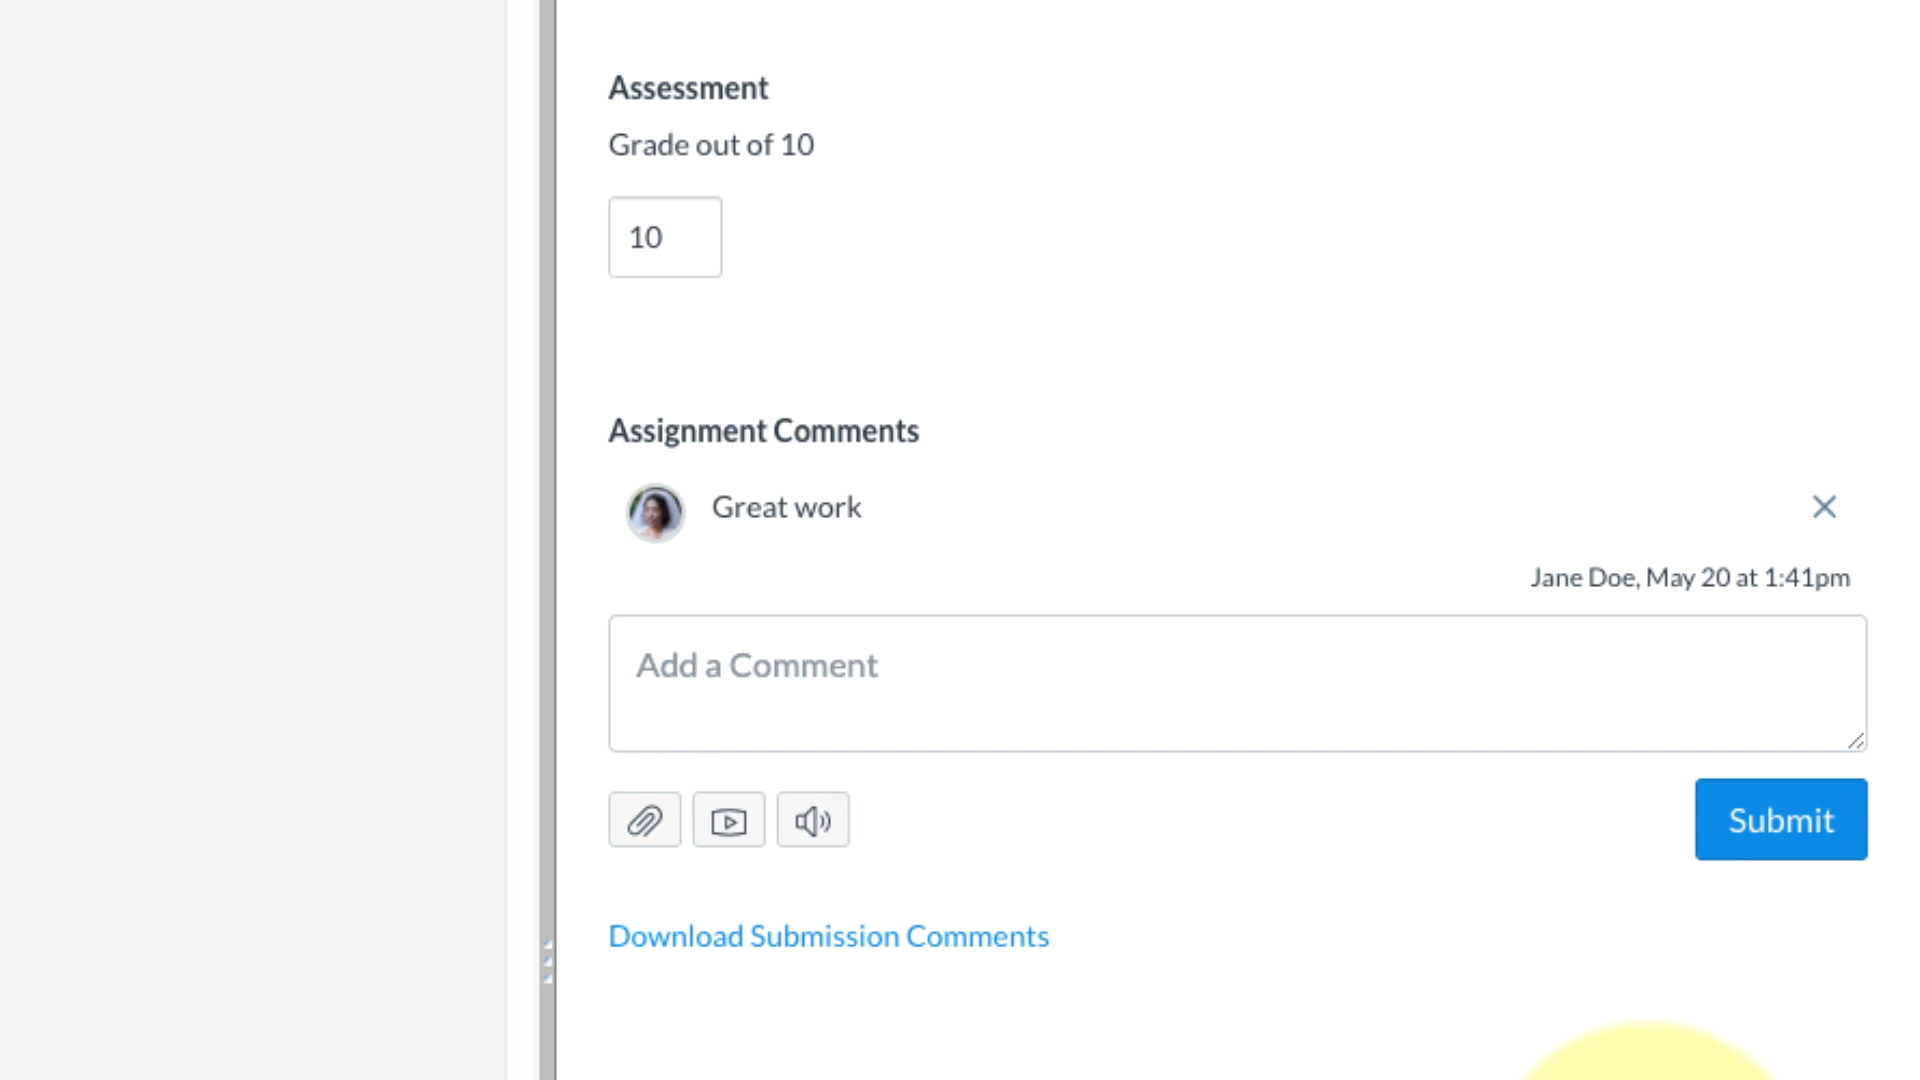 Assessment
Grade out of 10
10
Assignment Comments
Great work
Jane Doe, May 20 at 1:41pm
Add a Comment
Submit
Download Submission Comments